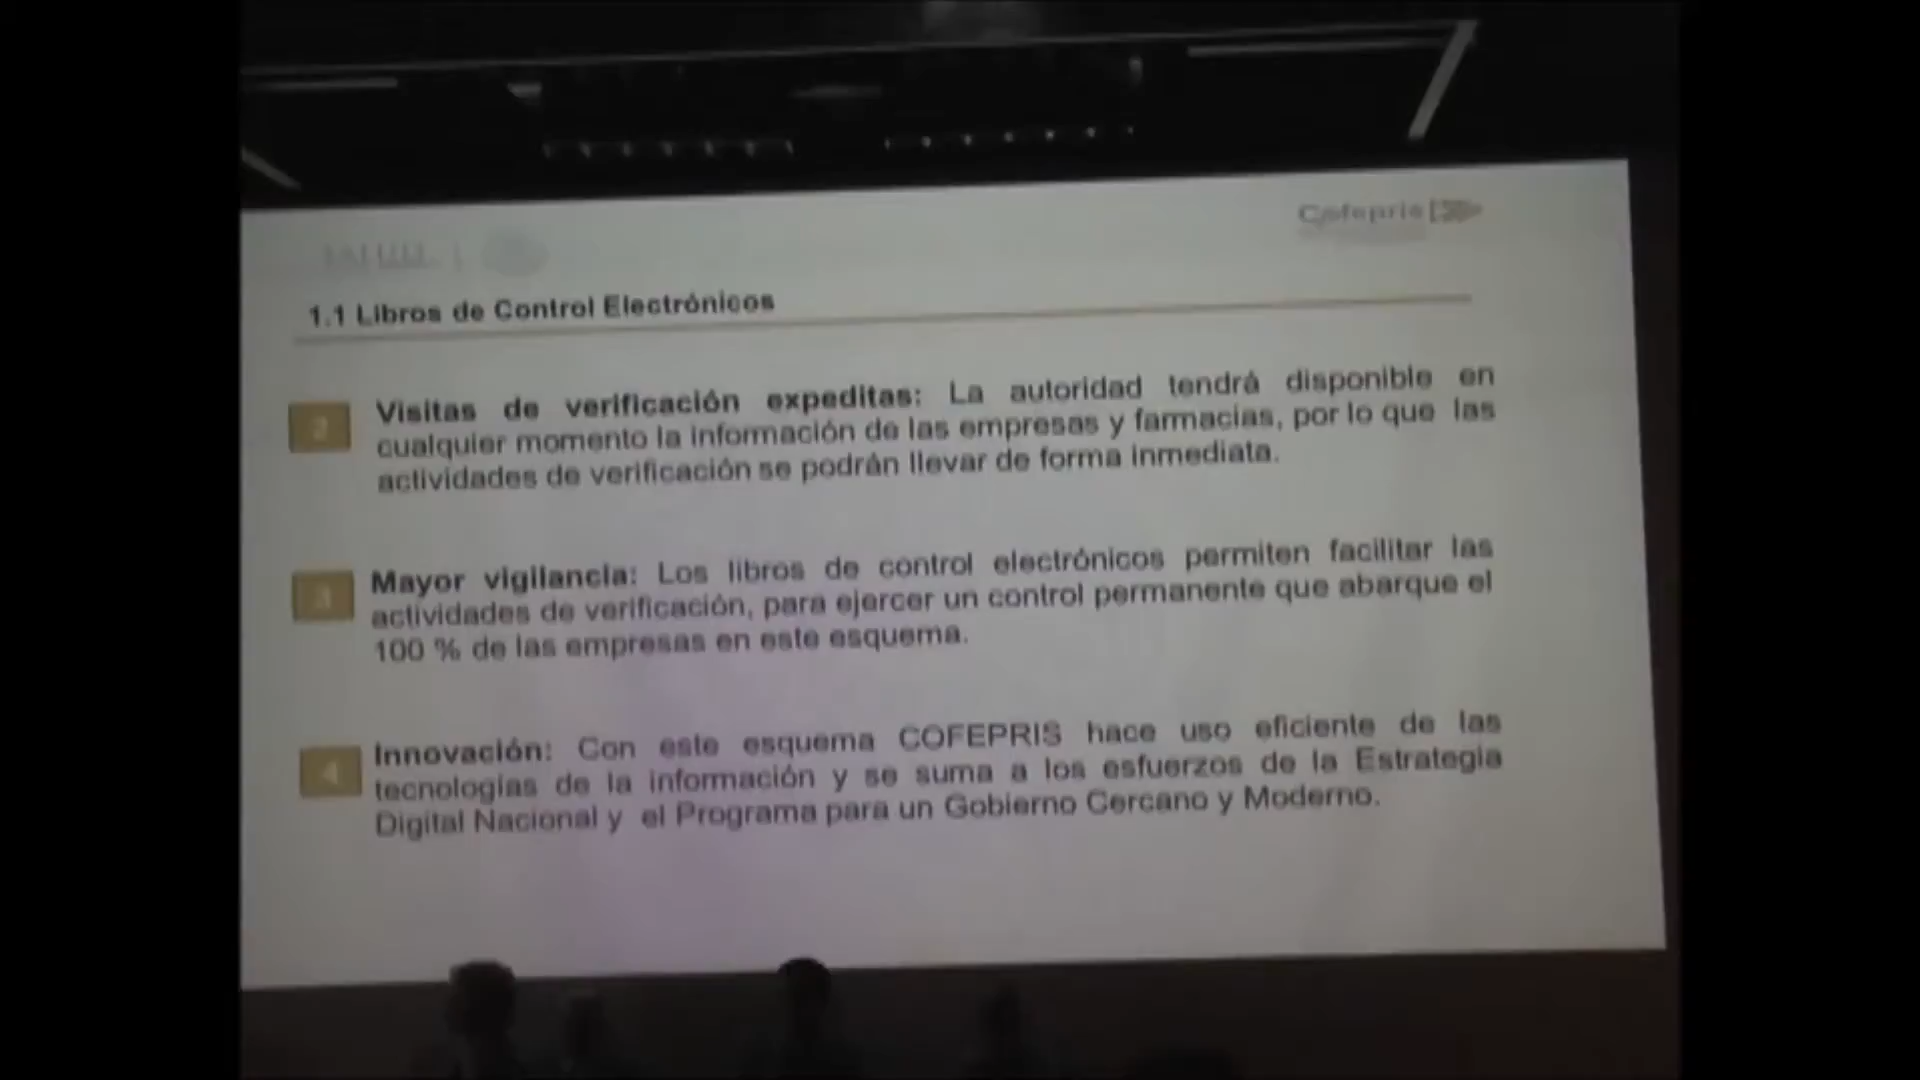 Cofepris
1.1 Libros de Control Electrónicos
2
Visitas de verificación expeditas: La autoridad tendrá disponible en
cualquier momento la información de las empresas y farmacias, por lo que las
actividades de verificación se podrán llevar de forma inmediata.
3
Mayor vigilancia: Los libros de control electrónicos permiten facilitar las
actividades de verificación, para ejercer un control permanente que abarque el
100 % de las empresas en este esquema.
4
Innovación: Con este esquema COFEPRIS hace uso eficiente de las
tecnologías de la información y se suma a los esfuerzos de la Estrategia
Digital Nacional y el Programa para un Gobierno Cercano y Moderno.